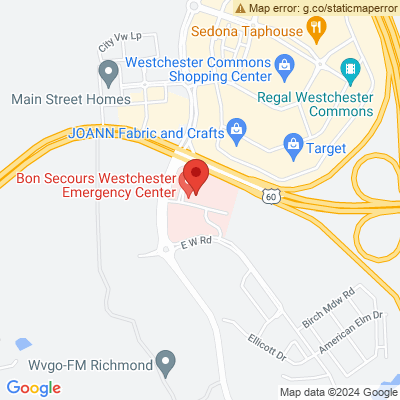 Map error: g.co/staticmaperror
Sedona Taphouse
City Vw Lp
Westchester Commons
Shopping Center
Main Street Homes
Regal Westchester
Commons
JOANN Fabric and Crafts
Target
Bon Secours Westchester
Emergency Center
60
E W Rd
Birch Mdw Rd
American Elm Dr
Ellicott Dr
Wvgo-FM Richmond
Google
Map data ©2024 Google